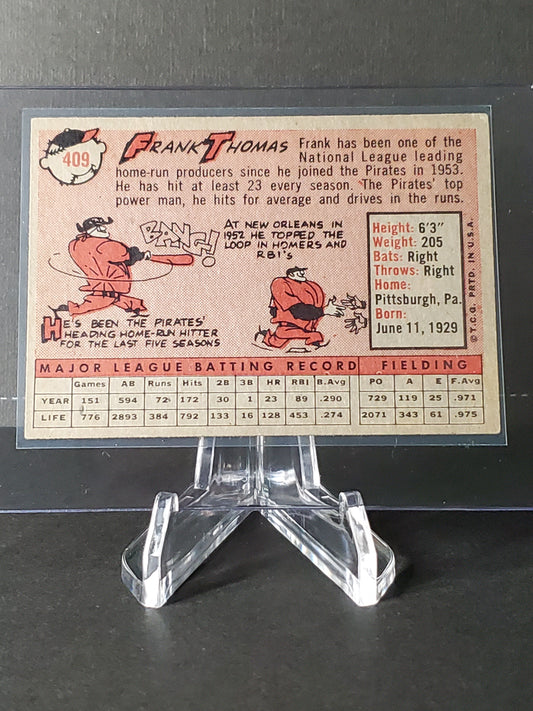 409
FRANK THOMAS
Frank has been one of the
National League leading
home-run producers since he joined the Pirates in 1953.
He has hit at least 23 every season. The Pirates' top
power man, he hits for average and drives in the runs.
BANG!
AT NEW ORLEANS IN
1952 HE TOPPED THE
LOOP IN HOMERS AND
RBI'S
HE'S BEEN THE PIRATES'
HEADING HOME-RUN HITTER
FOR THE LAST FIVE SEASONS
Height: 6'3"
Weight: 205
Bats: Right
Throws: Right
Home:
Pittsburgh, Pa.
Born:
June 11, 1929
© T.C.G. PRTD. IN U.S.A.
MAJOR LEAGUE BATTING RECORD FIELDING
Games AB Runs Hits 2B 3B HR RBI B.Avg PO A E F.Avg
YEAR 151 594 72 172 30 1 23 89 .290 729 119 25 .971
LIFE 776 2893 384 792 133 16 128 453 .274 2071 343 61 .975